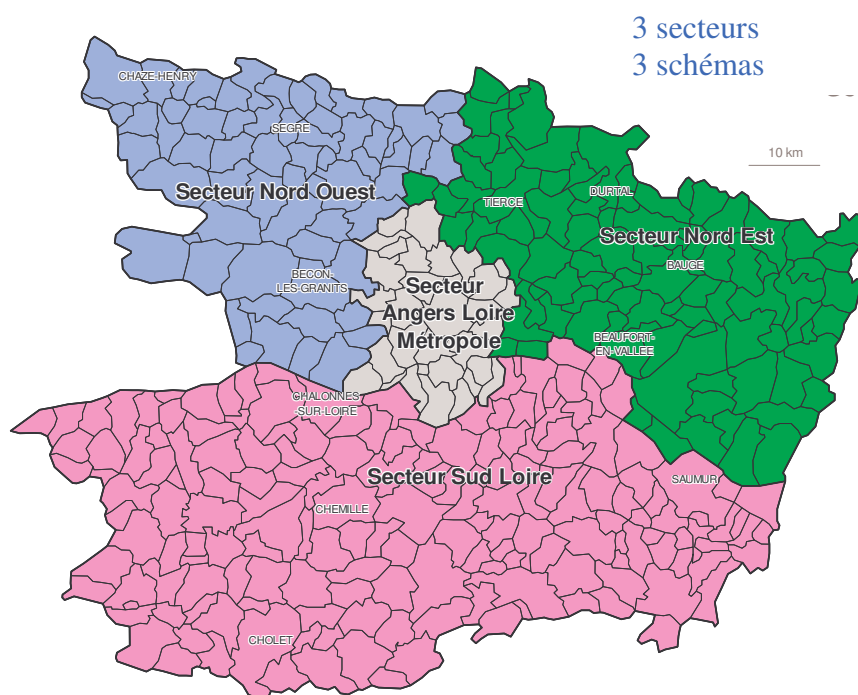 3 secteurs
3 schémas
10 km
CHAZE-HENRY
SEGRE
Secteur Nord Ouest
TIERCE
DURTAL
Secteur Nord Est
BAUGE
BECON-
LES-GRANITS
Secteur
Angers Loire
Métropole
BEAUFORT-
EN-VALLEE
CHALONNES
-SUR-LOIRE
Secteur Sud Loire
SAUMUR
CHEMILLE
CHOLET